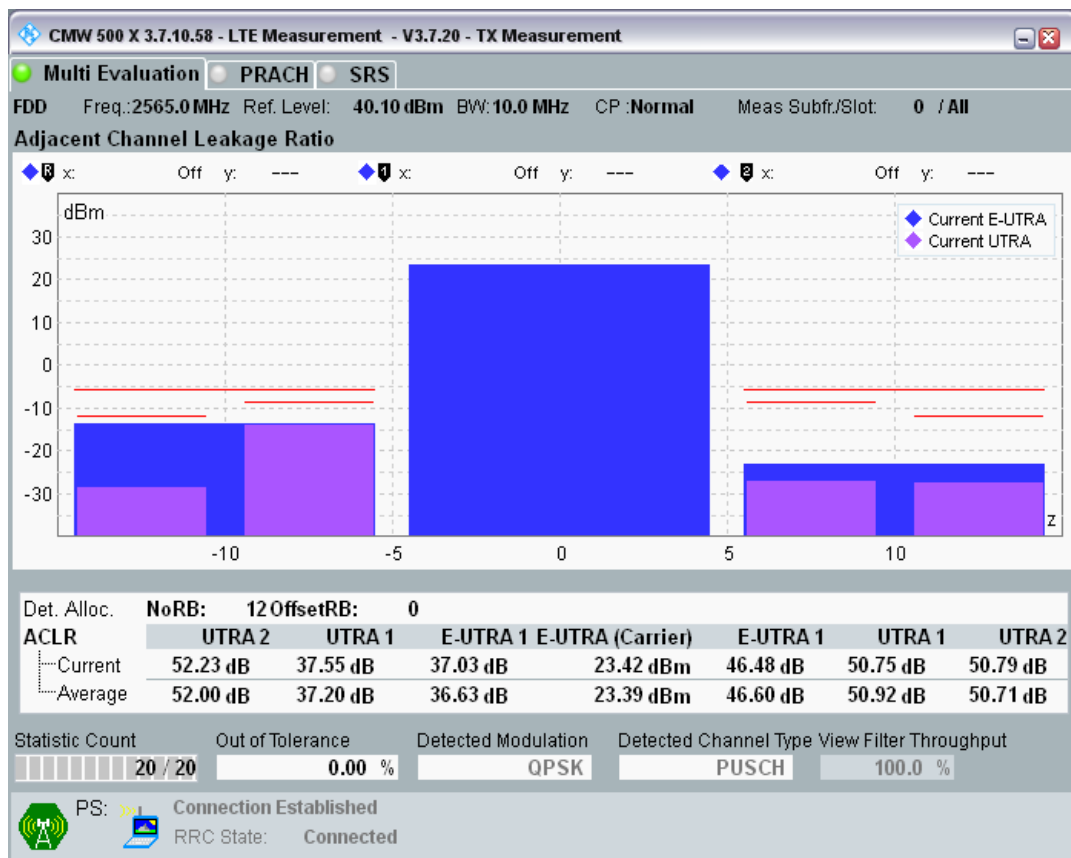 CMW 500 X 3.7.10.58 - LTE Measurement - V3.7.20 - TX Measurement
Multi Evaluation PRACH SRS
FDD Freq.:2565.0 MHz Ref. Level: 40.10 dBm BW: 10.0 MHz CP :Normal Meas Subfr./Slot: 0 / All
Adjacent Channel Leakage Ratio
R x: Off y: --- 1 x: Off y: --- 2 x: Off y: ---
dBm
Current E-UTRA
Current UTRA
30
20
10
0
-10
-20
-30
z
-10 -5 0 5 10
Det. Alloc. NoRB: 12 OffsetRB: 0
ACLR UTRA 2 UTRA 1 E-UTRA 1 E-UTRA (Carrier) E-UTRA 1 UTRA 1 UTRA 2
Current 52.23 dB 37.55 dB 37.03 dB 23.42 dBm 46.48 dB 50.75 dB 50.79 dB
Average 52.00 dB 37.20 dB 36.63 dB 23.39 dBm 46.60 dB 50.92 dB 50.71 dB
Statistic Count Out of Tolerance Detected Modulation Detected Channel Type View Filter Throughput
20 / 20 0.00 % QPSK PUSCH 100.0 %
PS: Connection Established
RRC State: Connected